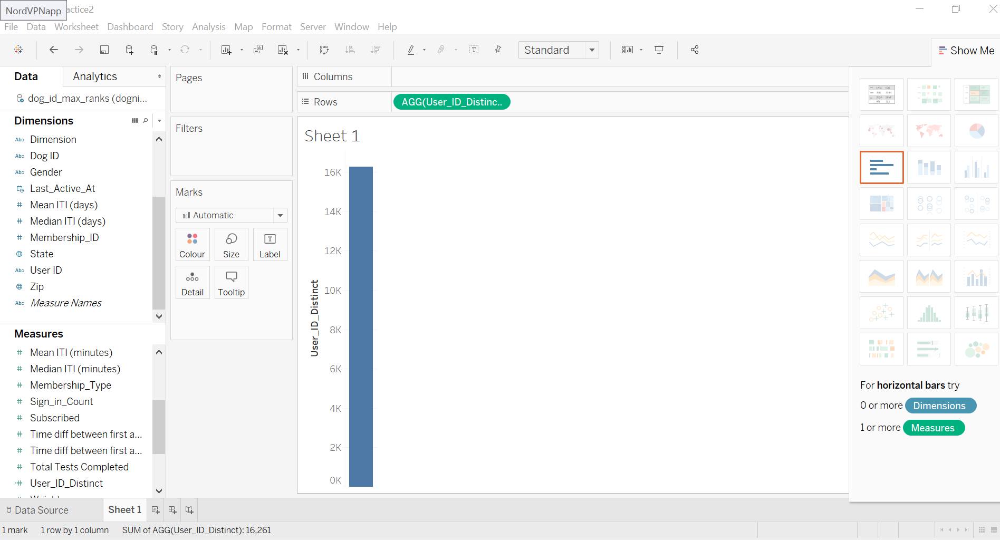 NordVPNapp actice2
File Data Worksheet Dashboard Story Analysis Map Format Server Window Help
Standard
Show Me
Data Analytics
dog_id_max_ranks (dogni...
Dimensions
Abc Dimension
Abc Dog ID
Abc Gender
Last_Active_At
# Mean ITI (days)
# Median ITI (days)
# Membership_ID
State
Abc User ID
Zip
Abc Measure Names
Measures
# Mean ITI (minutes)
# Median ITI (minutes)
# Membership_Type
# Sign_in_Count
# Subscribed
# Time diff between first a...
# Time diff between first a...
# Total Tests Completed
=# User_ID_Distinct
Pages
Filters
Marks
Automatic
Colour Size Label
Detail Tooltip
Columns
Rows AGG(User_ID_Distinc..
Sheet 1
User_ID_Distinct
16K
14K
12K
10K
8K
6K
4K
2K
0K
For horizontal bars try
0 or more Dimensions
1 or more Measures
Data Source Sheet 1
1 mark 1 row by 1 column SUM of AGG(User_ID_Distinct): 16,261